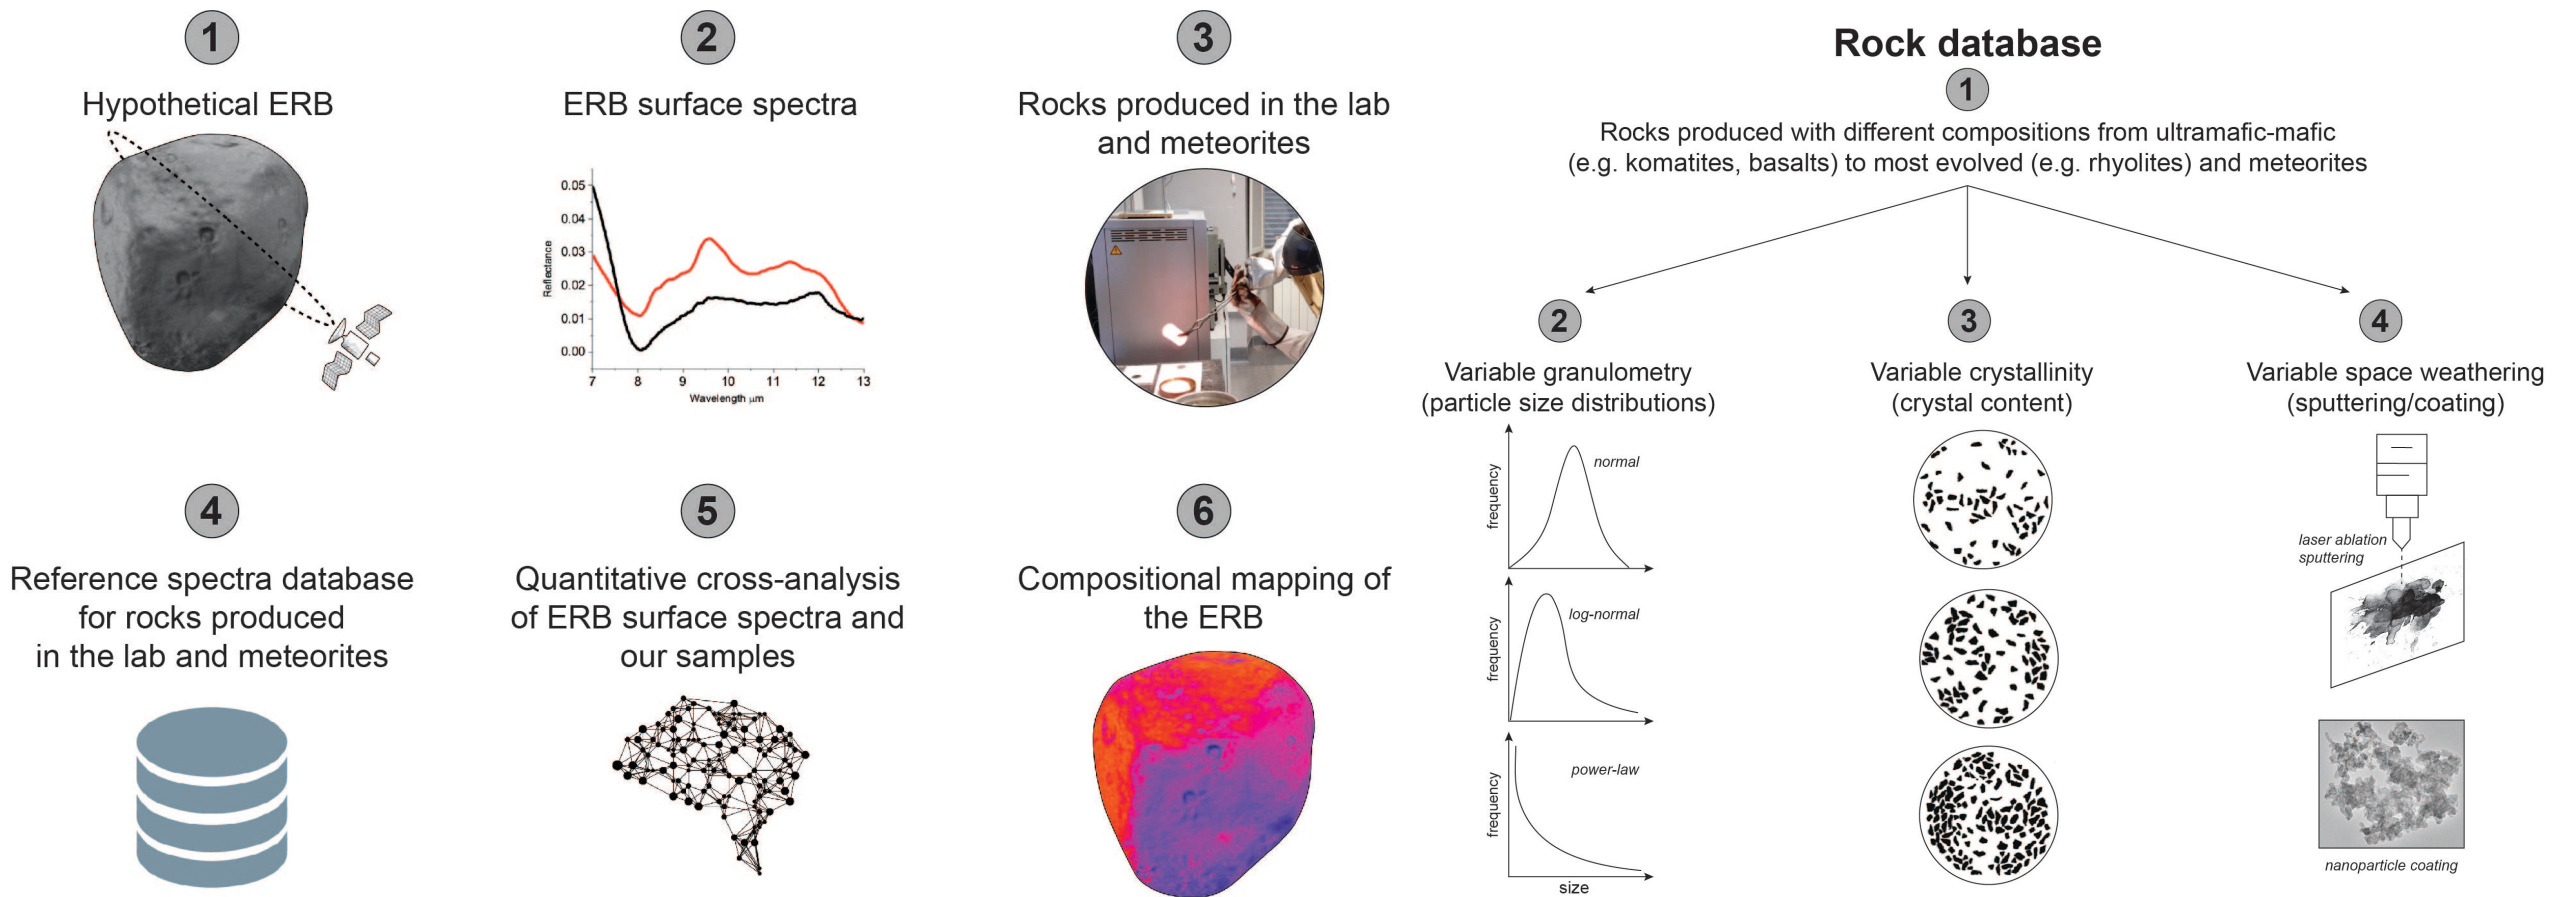 1
Hypothetical ERB
2
ERB surface spectra
0.05
0.04
0.03
0.02
0.01
0.00
Reflectance
7 8 9 10 11 12 13
Wavelength μm
3
Rocks produced in the lab
and meteorites
4
Reference spectra database
for rocks produced
in the lab and meteorites
5
Quantitative cross-analysis
of ERB surface spectra and
our samples
6
Compositional mapping of
the ERB
Rock database
1
Rocks produced with different compositions from ultramafic-mafic
(e.g. komatites, basalts) to most evolved (e.g. rhyolites) and meteorites
2
Variable granulometry
(particle size distributions)
frequency
normal
frequency
log-normal
frequency
power-law
size
3
Variable crystallinity
(crystal content)
4
Variable space weathering
(sputtering/coating)
laser ablation
sputtering
nanoparticle coating